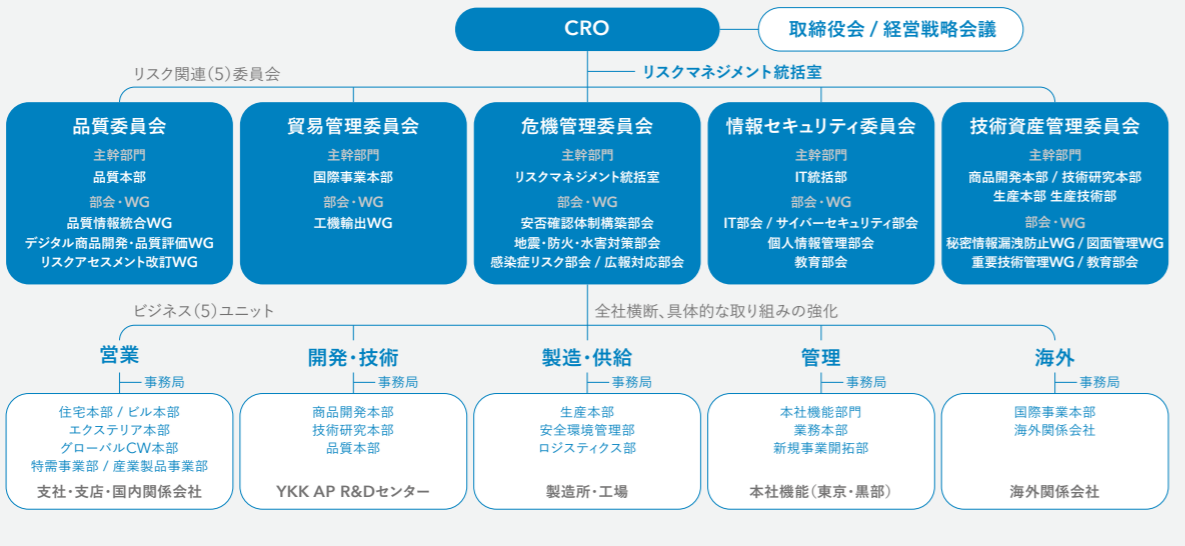 CRO
取締役会 / 経営戦略会議
リスク関連(5)委員会
リスクマネジメント統括室
品質委員会
主幹部門
品質本部
部会・WG
品質情報統合WG
デジタル商品開発・品質評価WG
リスクアセスメント改訂WG
貿易管理委員会
主幹部門
国際事業本部
部会・WG
工機輸出WG
危機管理委員会
主幹部門
リスクマネジメント統括室
部会・WG
安否確認体制構築部会
地震・防火・水害対策部会
感染症リスク部会 / 広報対応部会
情報セキュリティ委員会
主幹部門
IT統括部
部会・WG
IT部会 / サイバーセキュリティ部会
個人情報管理部会
教育部会
技術資産管理委員会
主幹部門
商品開発本部 / 技術研究本部
生産本部 生産技術部
部会・WG
秘密情報漏洩防止WG / 図面管理WG
重要技術管理WG / 教育部会
ビジネス(5)ユニット
全社横断、具体的な取り組みの強化
営業
事務局
住宅本部 / ビル本部
エクステリア本部
グローバルCW本部
特需事業部 / 産業製品事業部
支社・支店・国内関係会社
開発・技術
事務局
商品開発本部
技術研究本部
品質本部
YKK AP R&Dセンター
製造・供給
事務局
生産本部
安全環境管理部
ロジスティクス部
製造所・工場
管理
事務局
本社機能部門
業務本部
新規事業開拓部
本社機能(東京・黒部)
海外
事務局
国際事業本部
海外関係会社
海外関係会社